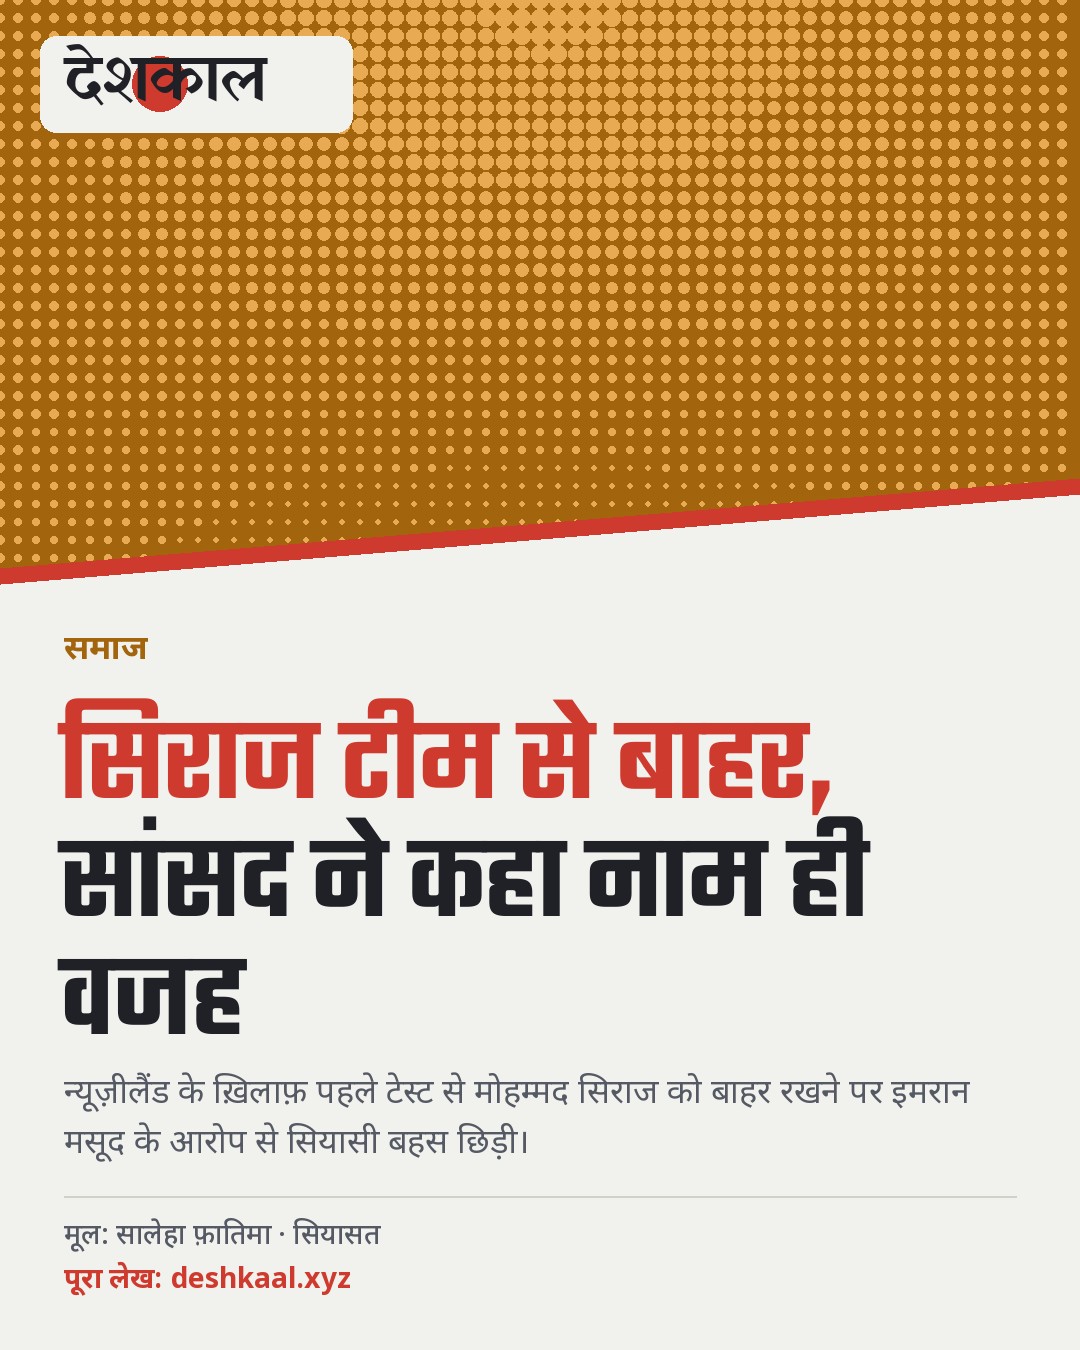 देशकाल
समाज
सिराज टीम से बाहर,
सांसद ने कहा नाम ही
वजह
न्यूज़ीलैंड के ख़िलाफ़ पहले टेस्ट से मोहम्मद सिराज को बाहर रखने पर इमरान
मसूद के आरोप से सियासी बहस छिड़ी।
मूल: सालेहा फ़ातिमा · सियासत
पूरा लेख: deshkaal.xyz